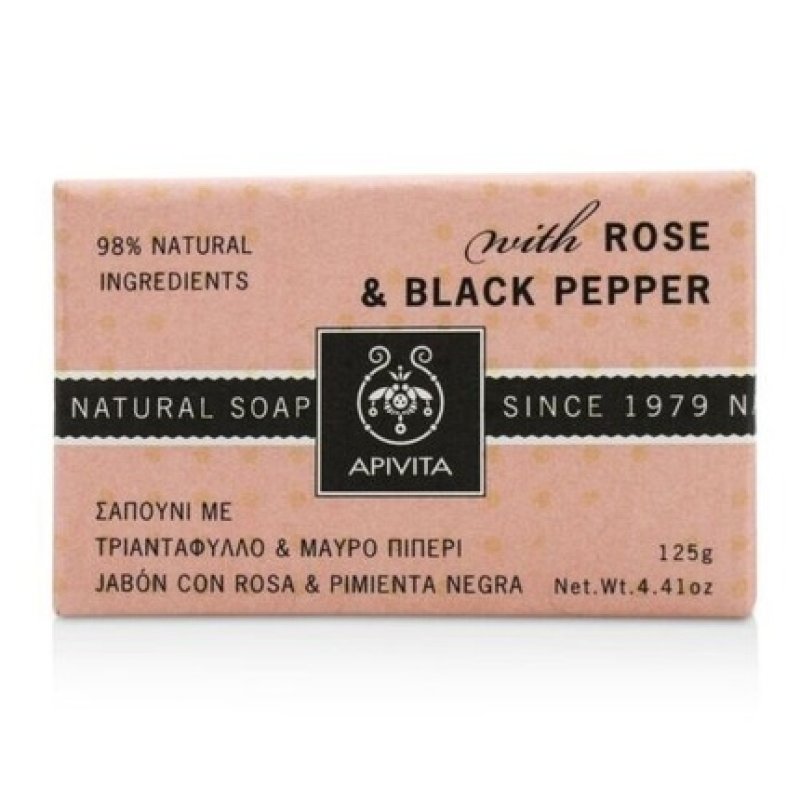 98% NATURAL
INGREDIENTS
with ROSE
& BLACK PEPPER
NATURAL SOAP
APIVITA
SINCE 1979 NA
ΣΑΠΟΥΝΙ ΜΕ
ΤΡΙΑΝΤΑΦΥΛΛΟ & ΜΑΥΡΟ ΠΙΠΕΡΙ
JABÓN CON ROSA & PIMIENTA NEGRA
125g
Net.Wt.4.41oz